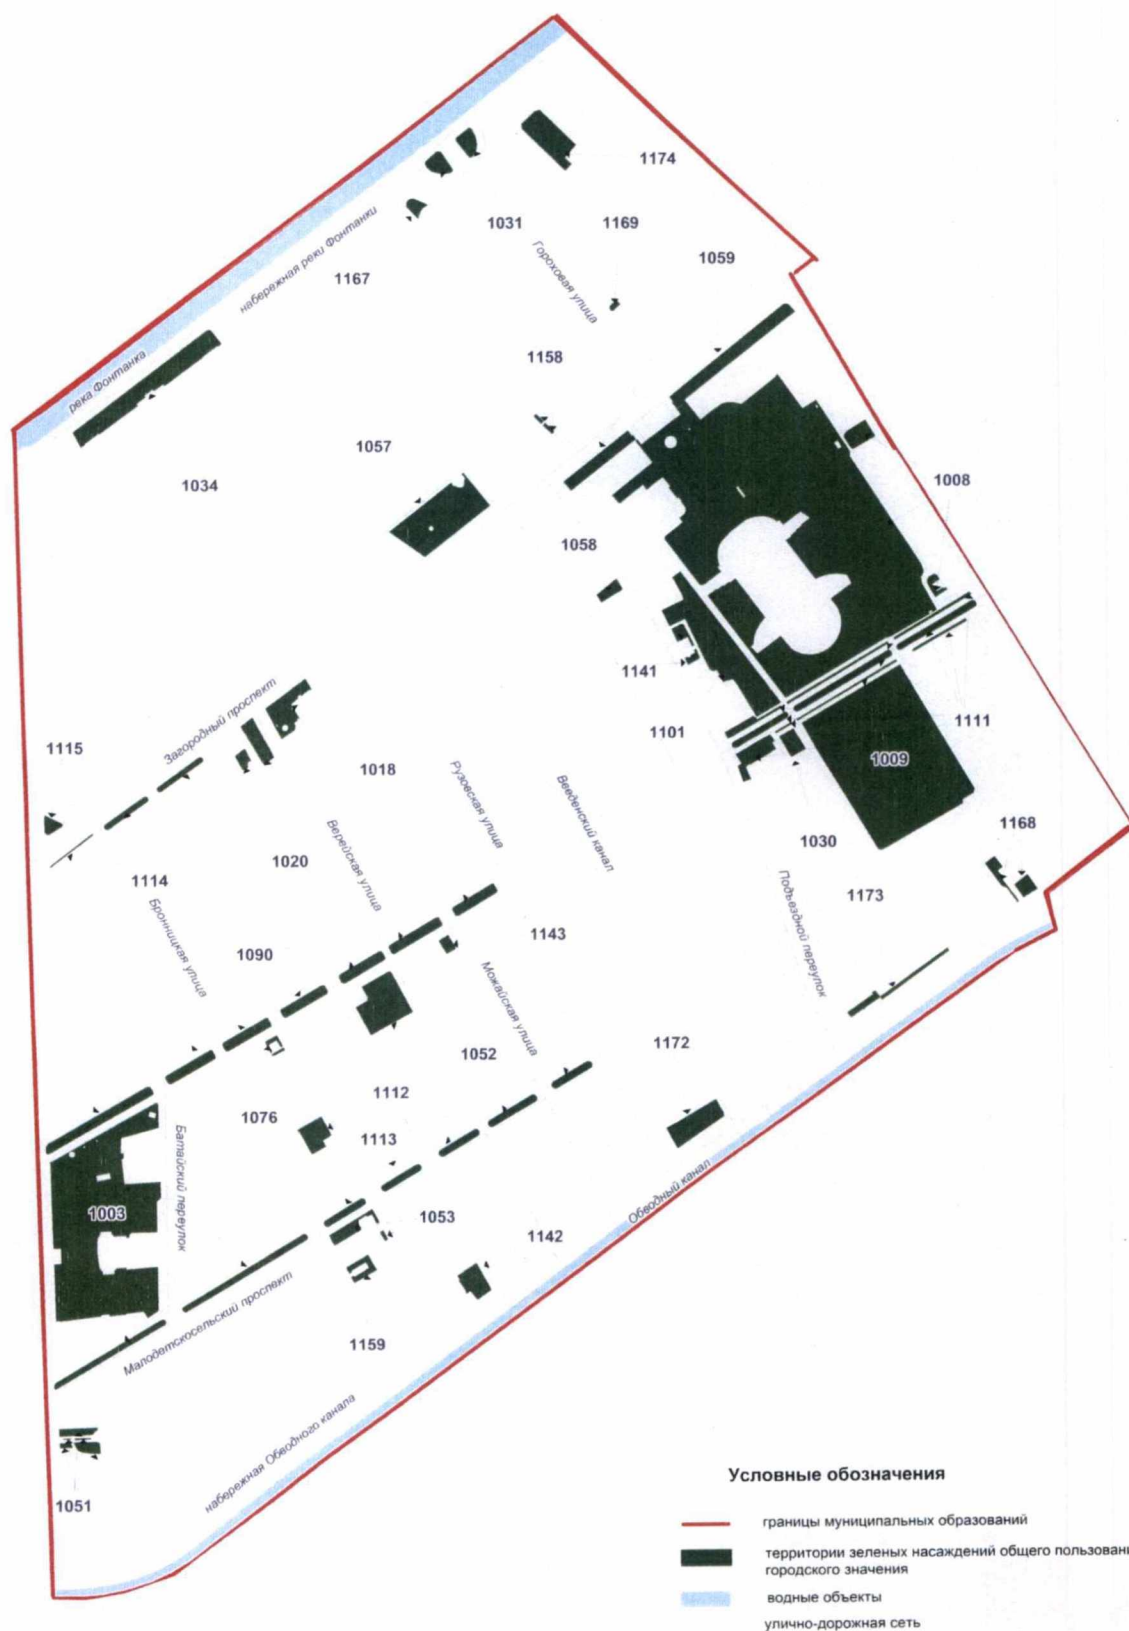 1174
1031
1169
1059
набережная реки Фонтанки
Гороховая улица
1167
1158
река Фонтанка
1057
1034
1008
1058
1141
Загородный проспект
1101
1111
1115
1009
1018
Рузовская улица
Введенский канал
Верейская улица
1030
1168
1020
1114
Бронницкая улица
Подъездной переулок
1173
1143
1090
Можайская улица
1172
1052
1112
1076
1113
Батайский переулок
1003
Обводный канал
1053
1142
Малодетскосельский проспект
1159
набережная Обводного канала
1051
Условные обозначения
границы муниципальных образований
территории зеленых насаждений общего пользовани
городского значения
водные объекты
улично-дорожная сеть